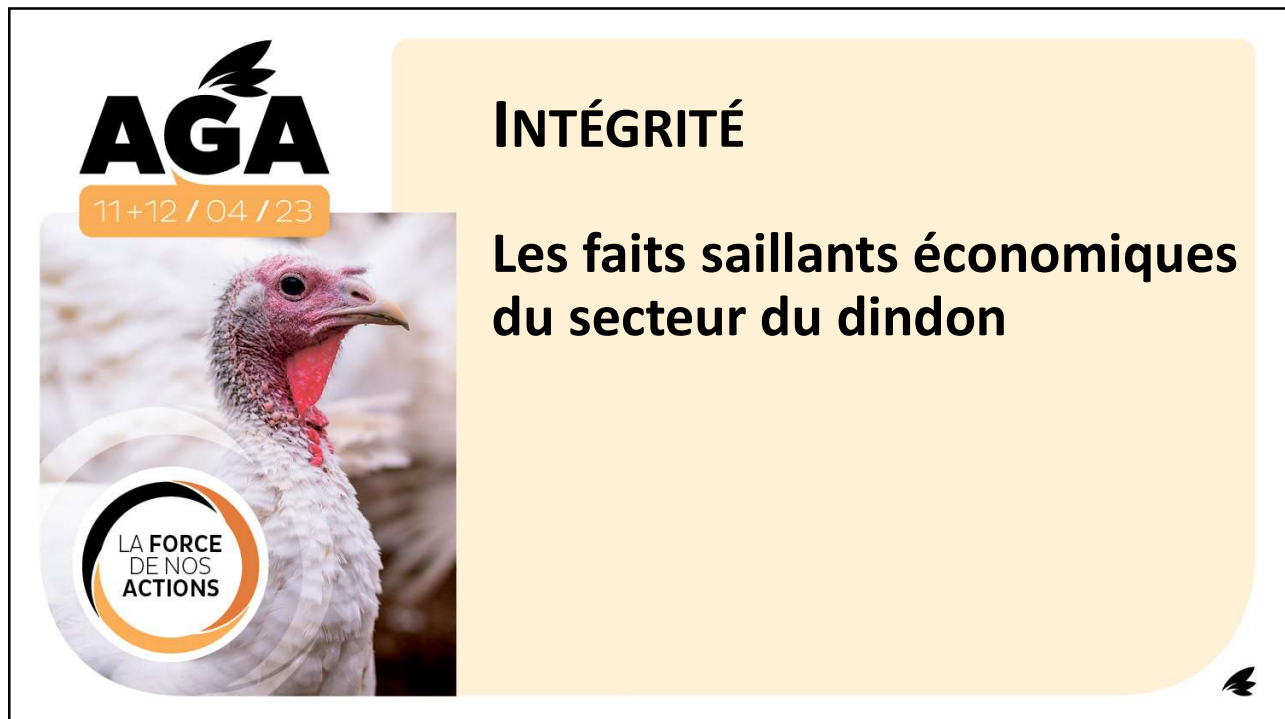 AGA
11+12/04/23
INTÉGRITÉ
Les faits saillants économiques
du secteur du dindon
LA FORCE
DE NOS
ACTIONS